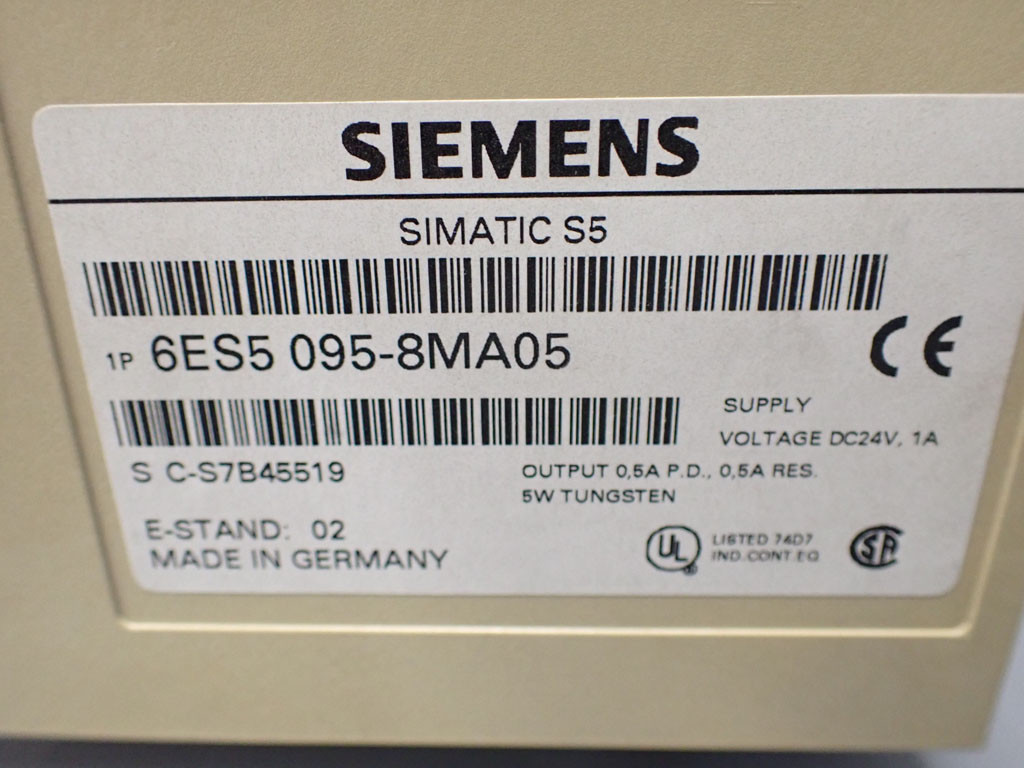 SIEMENS
SIMATIC S5
1P 6ES5 095-8MA05
CE
SUPPLY
VOLTAGE DC24V, 1A
S C-S7B45519
OUTPUT 0,5A P.D., 0,5A RES.
5W TUNGSTEN
E-STAND: 02
MADE IN GERMANY
UL LISTED 74D7
IND.CONT.EQ
SA